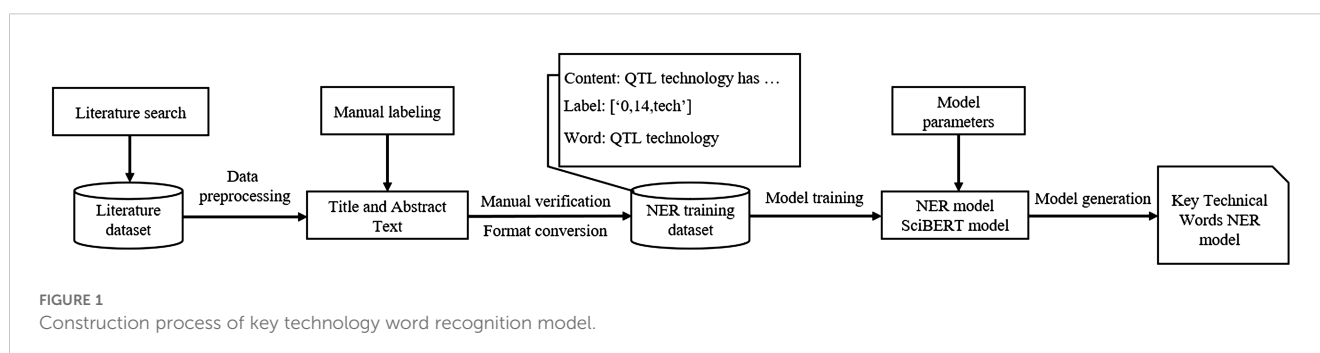 Literature search
Literature
dataset
Data
preprocessing
Manual labeling
Title and Abstract
Text
Manual verification
Format conversion
Content: QTL technology has …
Label: [‘0,14,tech’]
Word: QTL technology
NER training
dataset
Model training
Model
parameters
NER model
SciBERT model
Model generation
Key Technical
Words NER
model
FIGURE 1
Construction process of key technology word recognition model.